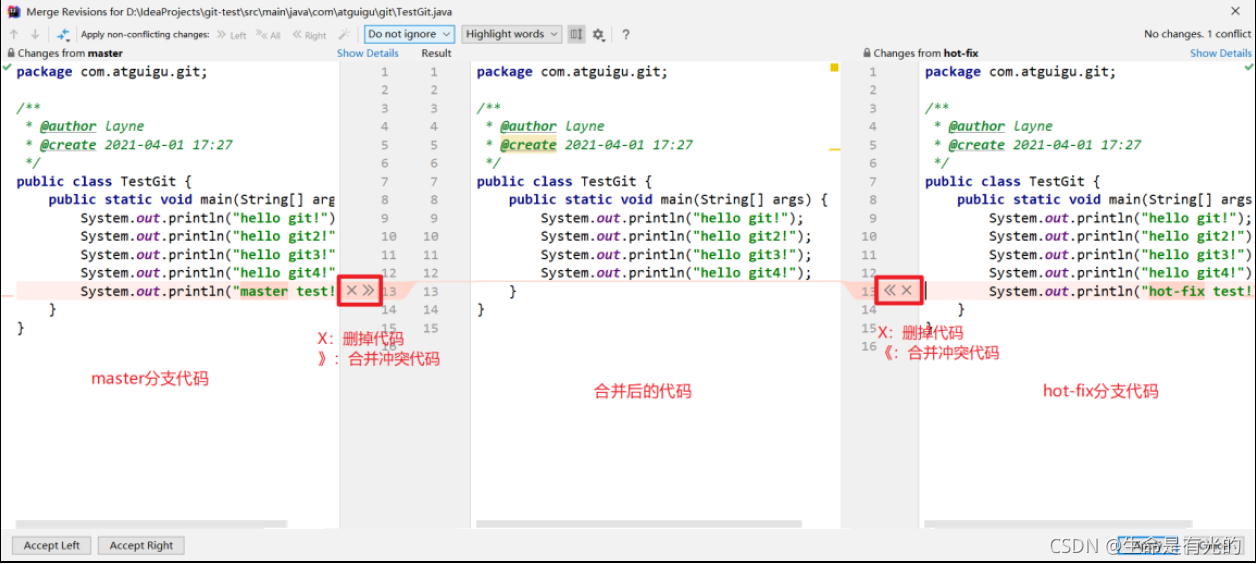 Merge Revisions for D:\IdeaProjects\git-test\src\main\java\com\atguigu\git\TestGit.java
Apply non-conflicting changes: Left All Right Do not ignore Highlight words ? No changes. 1 conflict
Changes from master Show Details Result Changes from hot-fix Show Details
package com.atguigu.git;
/**
* @author layne
* @create 2021-04-01 17:27
*/
public class TestGit {
public static void main(String[] arg
System.out.println("hello git!")
System.out.println("hello git2!"
System.out.println("hello git3!"
System.out.println("hello git4!"
System.out.println("master test!
}
}
1 1
2 2
3 3
4 4
5 5
6 6
7 7
8 8
9 9
10 10
11 11
12 12
13 13
14 14
15 15
16
X：删掉代码
》：合并冲突代码
master分支代码
package com.atguigu.git;
/**
* @author layne
* @create 2021-04-01 17:27
*/
public class TestGit {
public static void main(String[] args) {
System.out.println("hello git!");
System.out.println("hello git2!");
System.out.println("hello git3!");
System.out.println("hello git4!");
}
}
合并后的代码
1
2
3
4
5
6
7
8
9
10
11
12
13
14
15
16
package com.atguigu.git;
/**
* @author layne
* @create 2021-04-01 17:27
*/
public class TestGit {
public static void main(String[] args
System.out.println("hello git!")
System.out.println("hello git2!"
System.out.println("hello git3!"
System.out.println("hello git4!"
System.out.println("hot-fix test!
}
}
X：删掉代码
《：合并冲突代码
hot-fix分支代码
Accept Left Accept Right
CSDN @生命是有光的